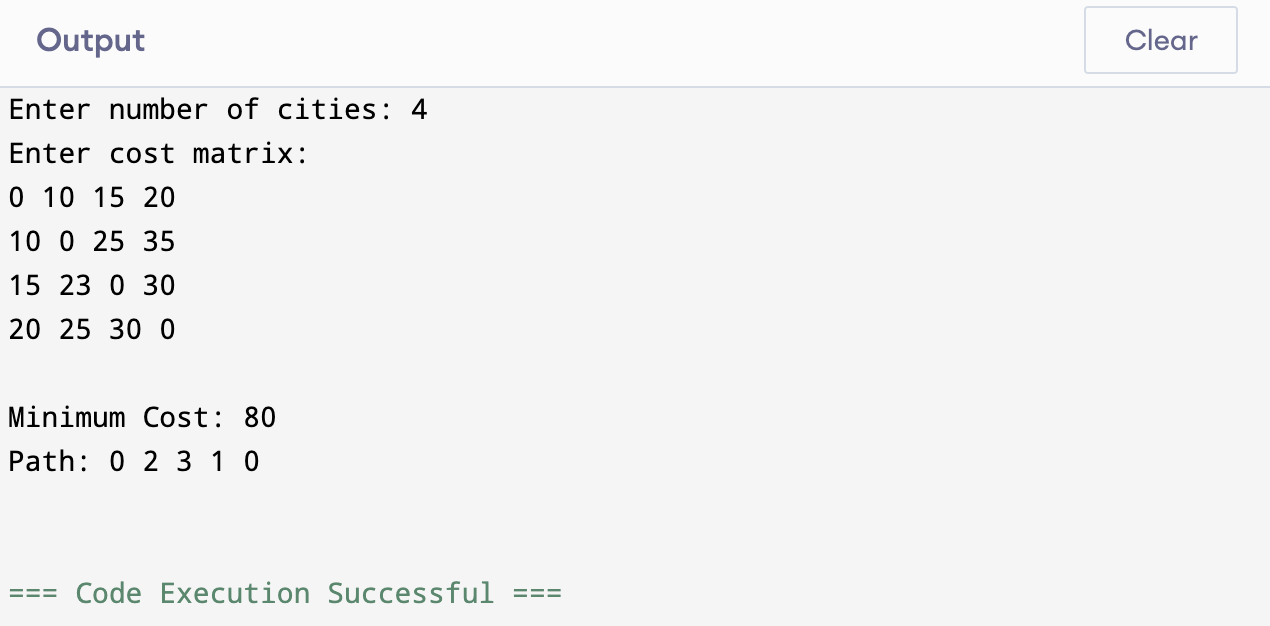 Output
Clear
Enter number of cities: 4
Enter cost matrix:
0 10 15 20
10 0 25 35
15 23 0 30
20 25 30 0
Minimum Cost: 80
Path: 0 2 3 1 0
=== Code Execution Successful ===